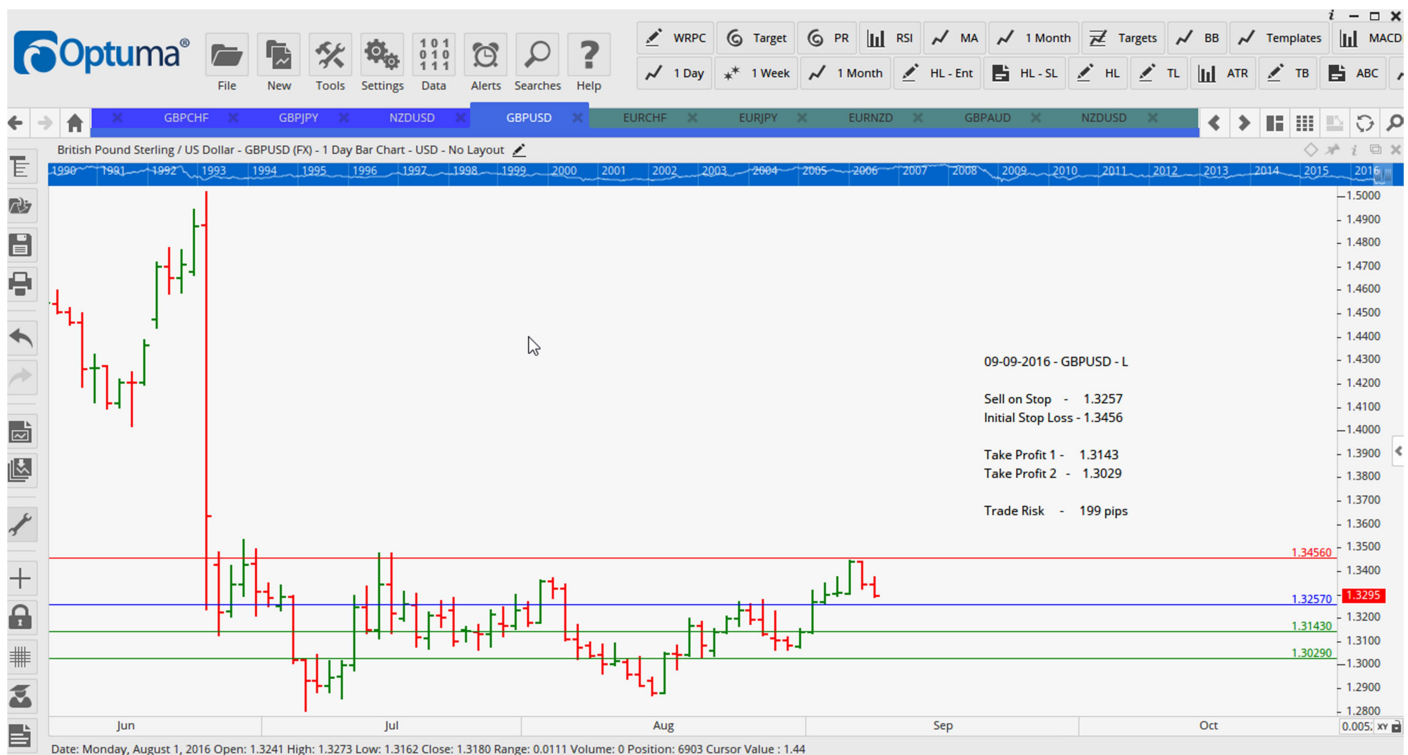 i
Optuma®
File
New
Tools
Settings
Data
Alerts
Searches
Help
101
010
111
WRPC
Target
PR
RSI
MA
1 Month
Targets
BB
Templates
MACD
1 Day
1 Week
1 Month
HL - Ent
HL - SL
HL
TL
ATR
TB
ABC
GBPCHF
GBPJPY
NZDUSD
GBPUSD
EURCHF
EURJPY
EURNZD
GBPAUD
NZDUSD
British Pound Sterling / US Dollar - GBPUSD (FX) - 1 Day Bar Chart - USD - No Layout
i
1990 1991 1992 1993 1994 1995 1996 1997 1998 1999 2000 2001 2002 2003 2004 2005 2006 2007 2008 2009 2010 2011 2012 2013 2014 2015 2016
1.5000
1.4900
1.4800
1.4700
1.4600
1.4500
1.4400
1.4300
1.4200
1.4100
1.4000
1.3900
1.3800
1.3700
1.3600
1.3500
1.3400
1.3295
1.3200
1.3100
1.3000
1.2900
1.2800
09-09-2016 - GBPUSD - L
Sell on Stop - 1.3257
Initial Stop Loss - 1.3456
Take Profit 1 - 1.3143
Take Profit 2 - 1.3029
Trade Risk - 199 pips
1.34560
1.32570
1.31430
1.30290
Jun Jul Aug Sep Oct
0.005: XY
Date: Monday, August 1, 2016 Open: 1.3241 High: 1.3273 Low: 1.3162 Close: 1.3180 Range: 0.0111 Volume: 0 Position: 6903 Cursor Value : 1.44